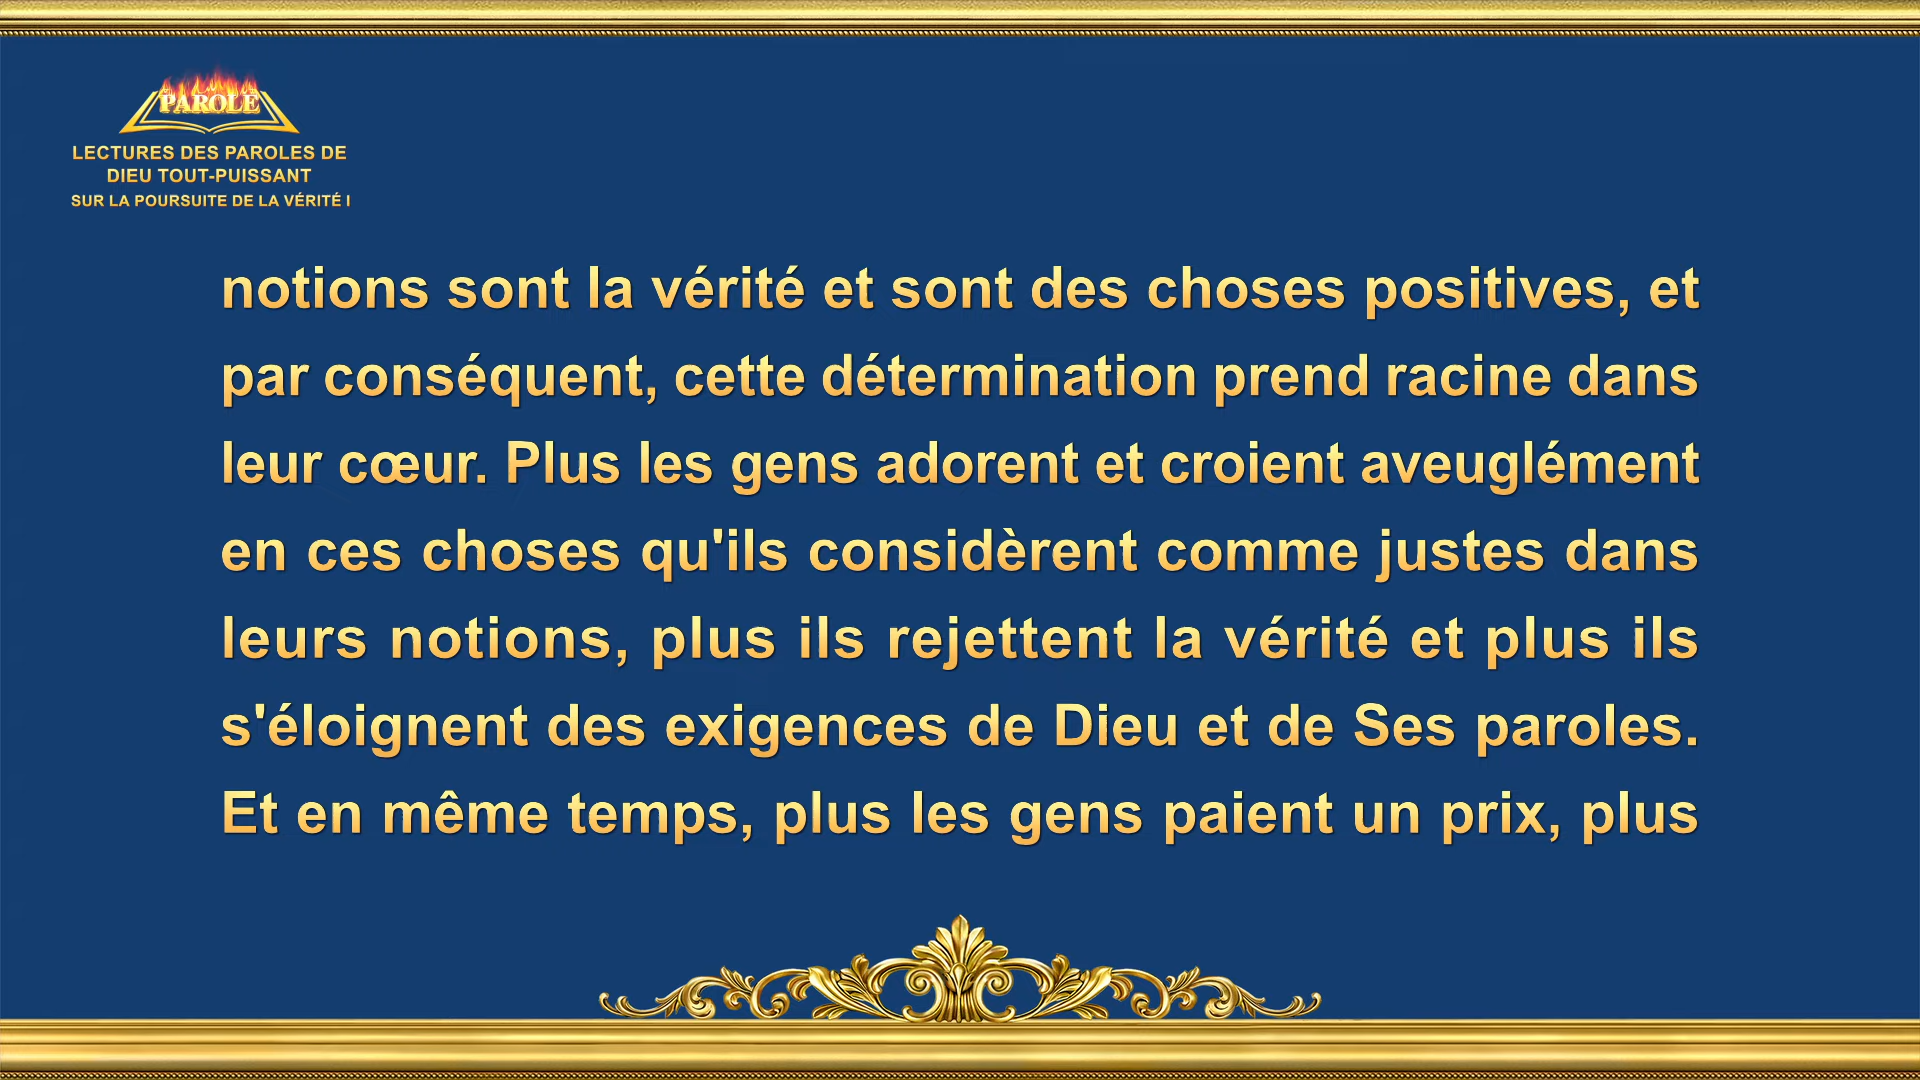 PAROLE
LECTURES DES PAROLES DE
DIEU TOUT-PUISSANT
SUR LA POURSUITE DE LA VÉRITÉ I
notions sont la vérité et sont des choses positives, et
par conséquent, cette détermination prend racine dans
leur cœur. Plus les gens adorent et croient aveuglément
en ces choses qu'ils considèrent comme justes dans
leurs notions, plus ils rejettent la vérité et plus ils
s'éloignent des exigences de Dieu et de Ses paroles.
Et en même temps, plus les gens paient un prix, plus